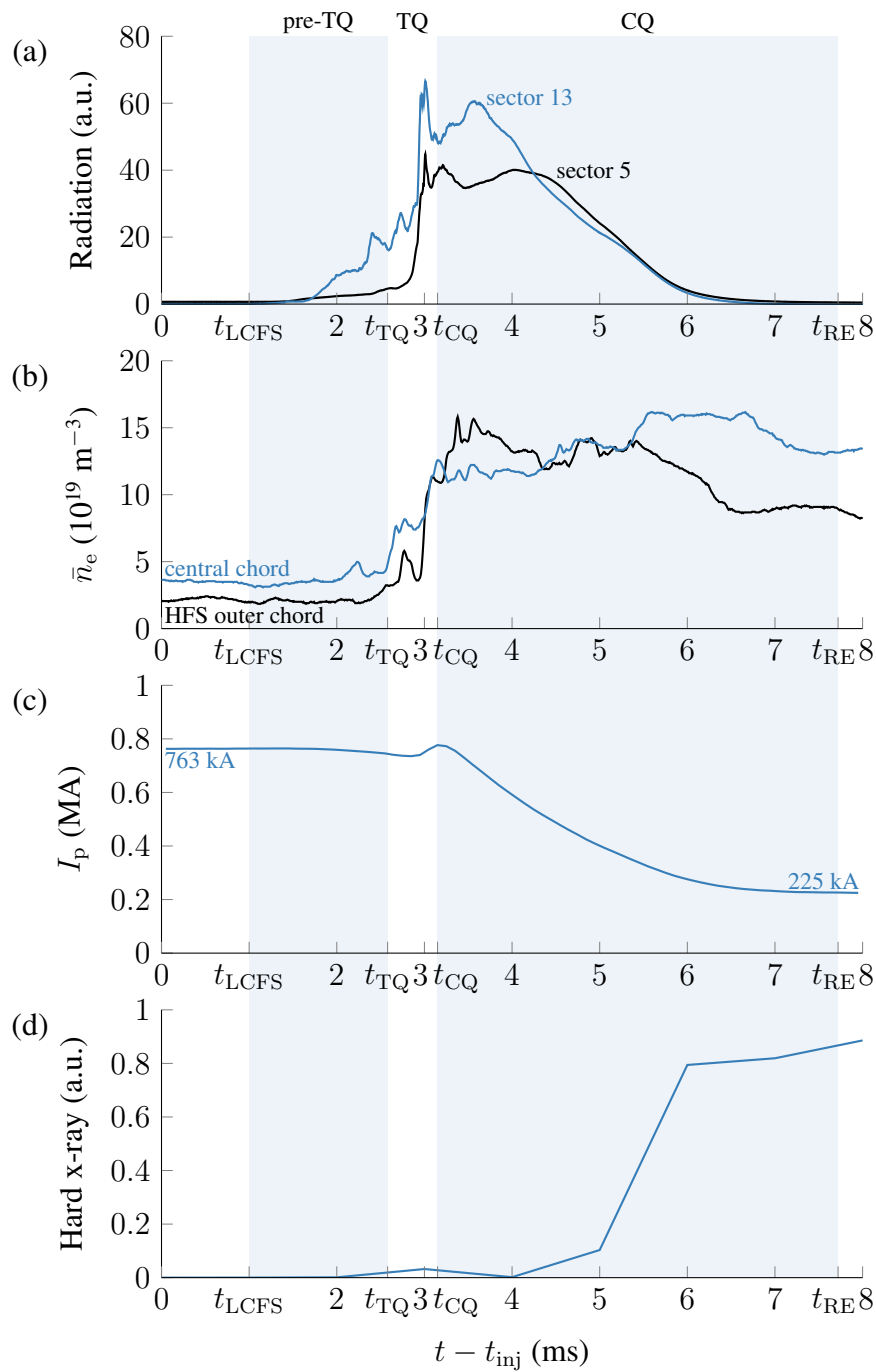 pre-TQ TQ CQ
(a)
80
60
40
20
0
Radiation (a.u.)
sector 13
sector 5
0 t_LCFS 2 t_TQ 3 t_CQ 4 5 6 7 t_RE 8
(b)
20
15
10
5
0
n̄_e (10^19 m^−3)
central chord
HFS outer chord
0 t_LCFS 2 t_TQ 3 t_CQ 4 5 6 7 t_RE 8
(c)
1
0.8
0.6
0.4
0.2
0
I_p (MA)
763 kA
225 kA
0 t_LCFS 2 t_TQ 3 t_CQ 4 5 6 7 t_RE 8
(d)
1
0.8
0.6
0.4
0.2
0
Hard x-ray (a.u.)
0 t_LCFS 2 t_TQ 3 t_CQ 4 5 6 7 t_RE 8
t − t_inj (ms)